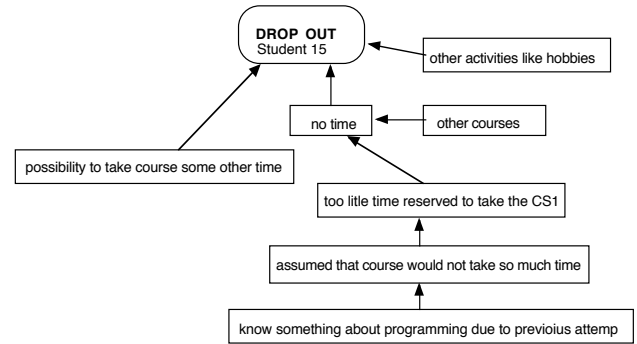 DROP OUT
Student 15
other activities like hobbies
no time
other courses
possibility to take course some other time
too litle time reserved to take the CS1
assumed that course would not take so much time
know something about programming due to previoius attemp